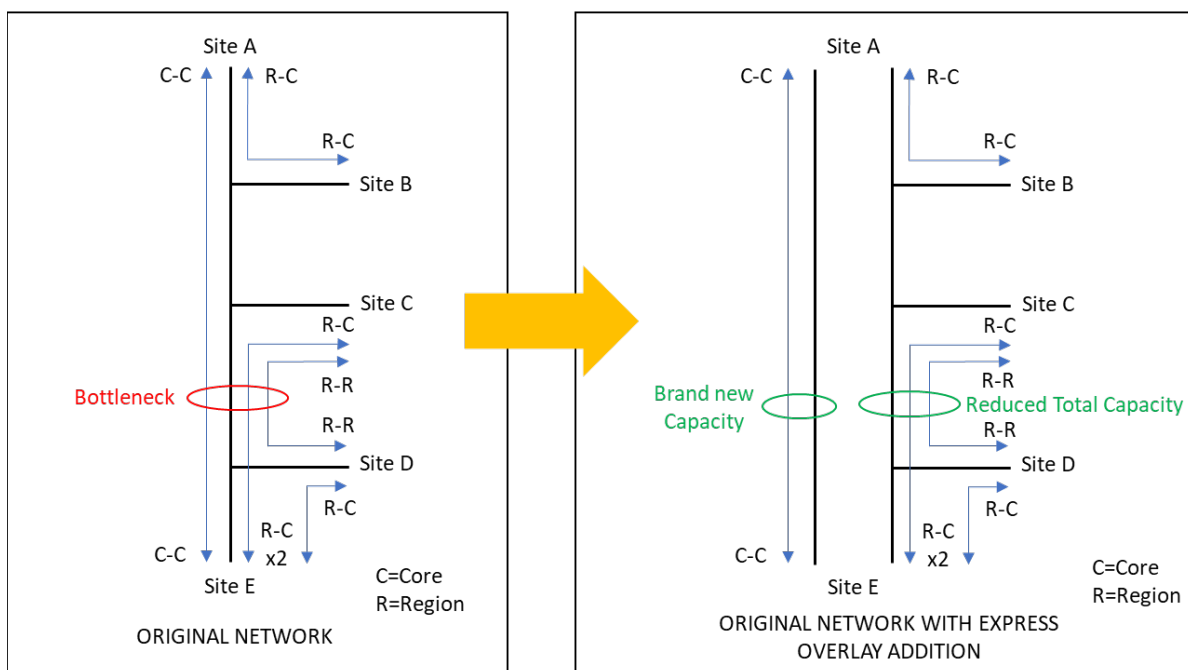 Site A
C-C
R-C
R-C
Site B
Site C
R-C
Bottleneck
R-R
R-R
Site D
R-C
R-C
x2
C-C
Site E
C=Core
R=Region
ORIGINAL NETWORK
Site A
C-C
R-C
R-C
Site B
Site C
R-C
R-R
Brand new
Capacity
Reduced Total Capacity
R-R
Site D
R-C
R-C
x2
C-C
Site E
C=Core
R=Region
ORIGINAL NETWORK WITH EXPRESS
OVERLAY ADDITION